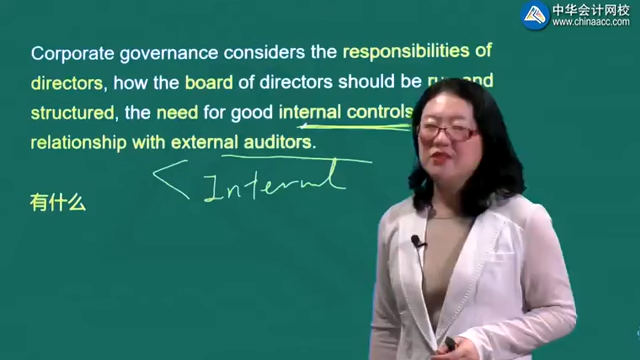 中华会计网校
www.chinaacc.com
Corporate governance considers the responsibilities of
directors, how the board of directors should be run and
structured, the need for good internal controls
relationship with external auditors.
Internal
有什么